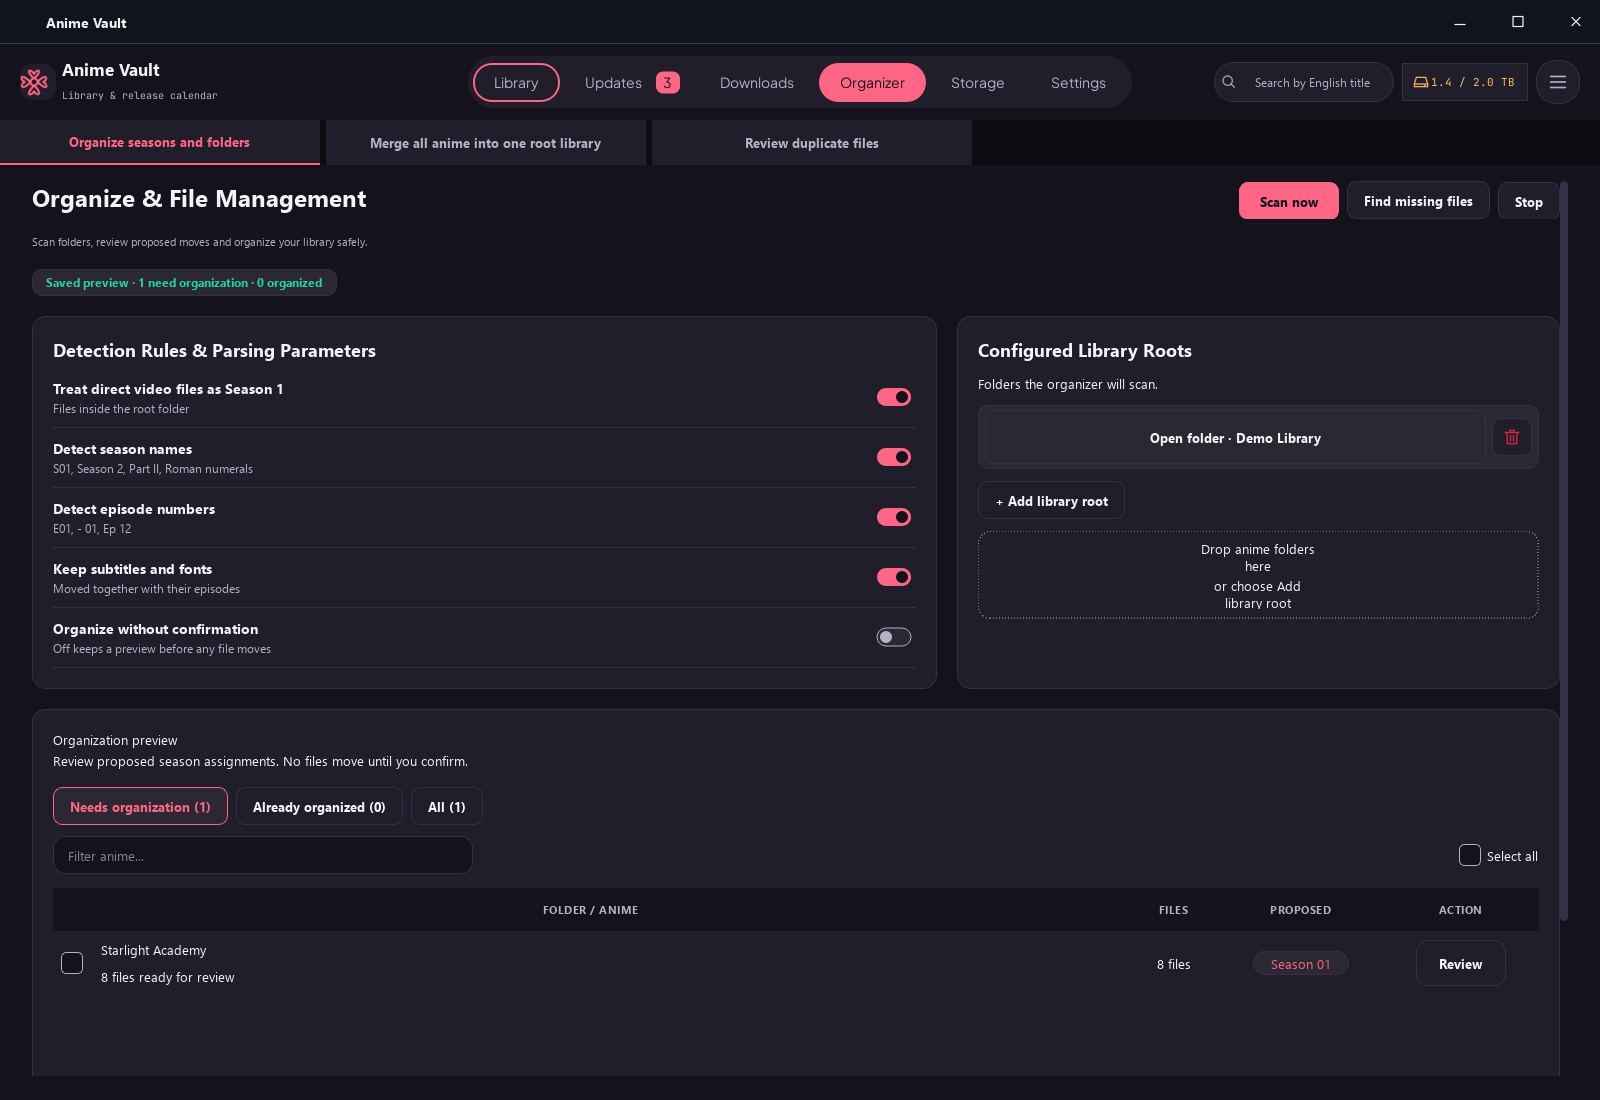 Anime Vault
Anime Vault
Library & release calendar
Library
Updates 3
Downloads
Organizer
Storage
Settings
Search by English title
1.4 / 2.0 TB
Organize seasons and folders
Merge all anime into one root library
Review duplicate files
Organize & File Management
Scan now
Find missing files
Stop
Scan folders, review proposed moves and organize your library safely.
Saved preview · 1 need organization · 0 organized
Detection Rules & Parsing Parameters
Treat direct video files as Season 1
Files inside the root folder
Detect season names
S01, Season 2, Part II, Roman numerals
Detect episode numbers
E01, - 01, Ep 12
Keep subtitles and fonts
Moved together with their episodes
Organize without confirmation
Off keeps a preview before any file moves
Configured Library Roots
Folders the organizer will scan.
Open folder · Demo Library
+ Add library root
Drop anime folders
here
or choose Add
library root
Organization preview
Review proposed season assignments. No files move until you confirm.
Needs organization (1)
Already organized (0)
All (1)
Filter anime...
Select all
FOLDER / ANIME
FILES
PROPOSED
ACTION
Starlight Academy
8 files ready for review
8 files
Season 01
Review